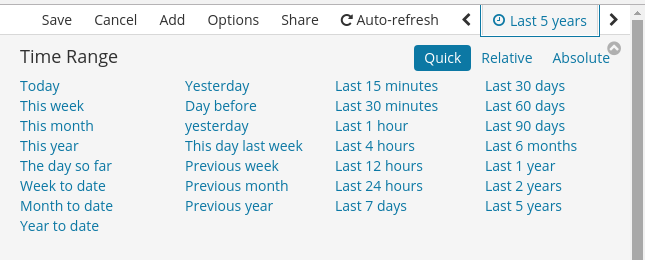 Save Cancel Add Options Share Auto-refresh Last 5 years
Time Range Quick Relative Absolute
Today
This week
This month
This year
The day so far
Week to date
Month to date
Year to date
Yesterday
Day before
yesterday
This day last week
Previous week
Previous month
Previous year
Last 15 minutes
Last 30 minutes
Last 1 hour
Last 4 hours
Last 12 hours
Last 24 hours
Last 7 days
Last 30 days
Last 60 days
Last 90 days
Last 6 months
Last 1 year
Last 2 years
Last 5 years